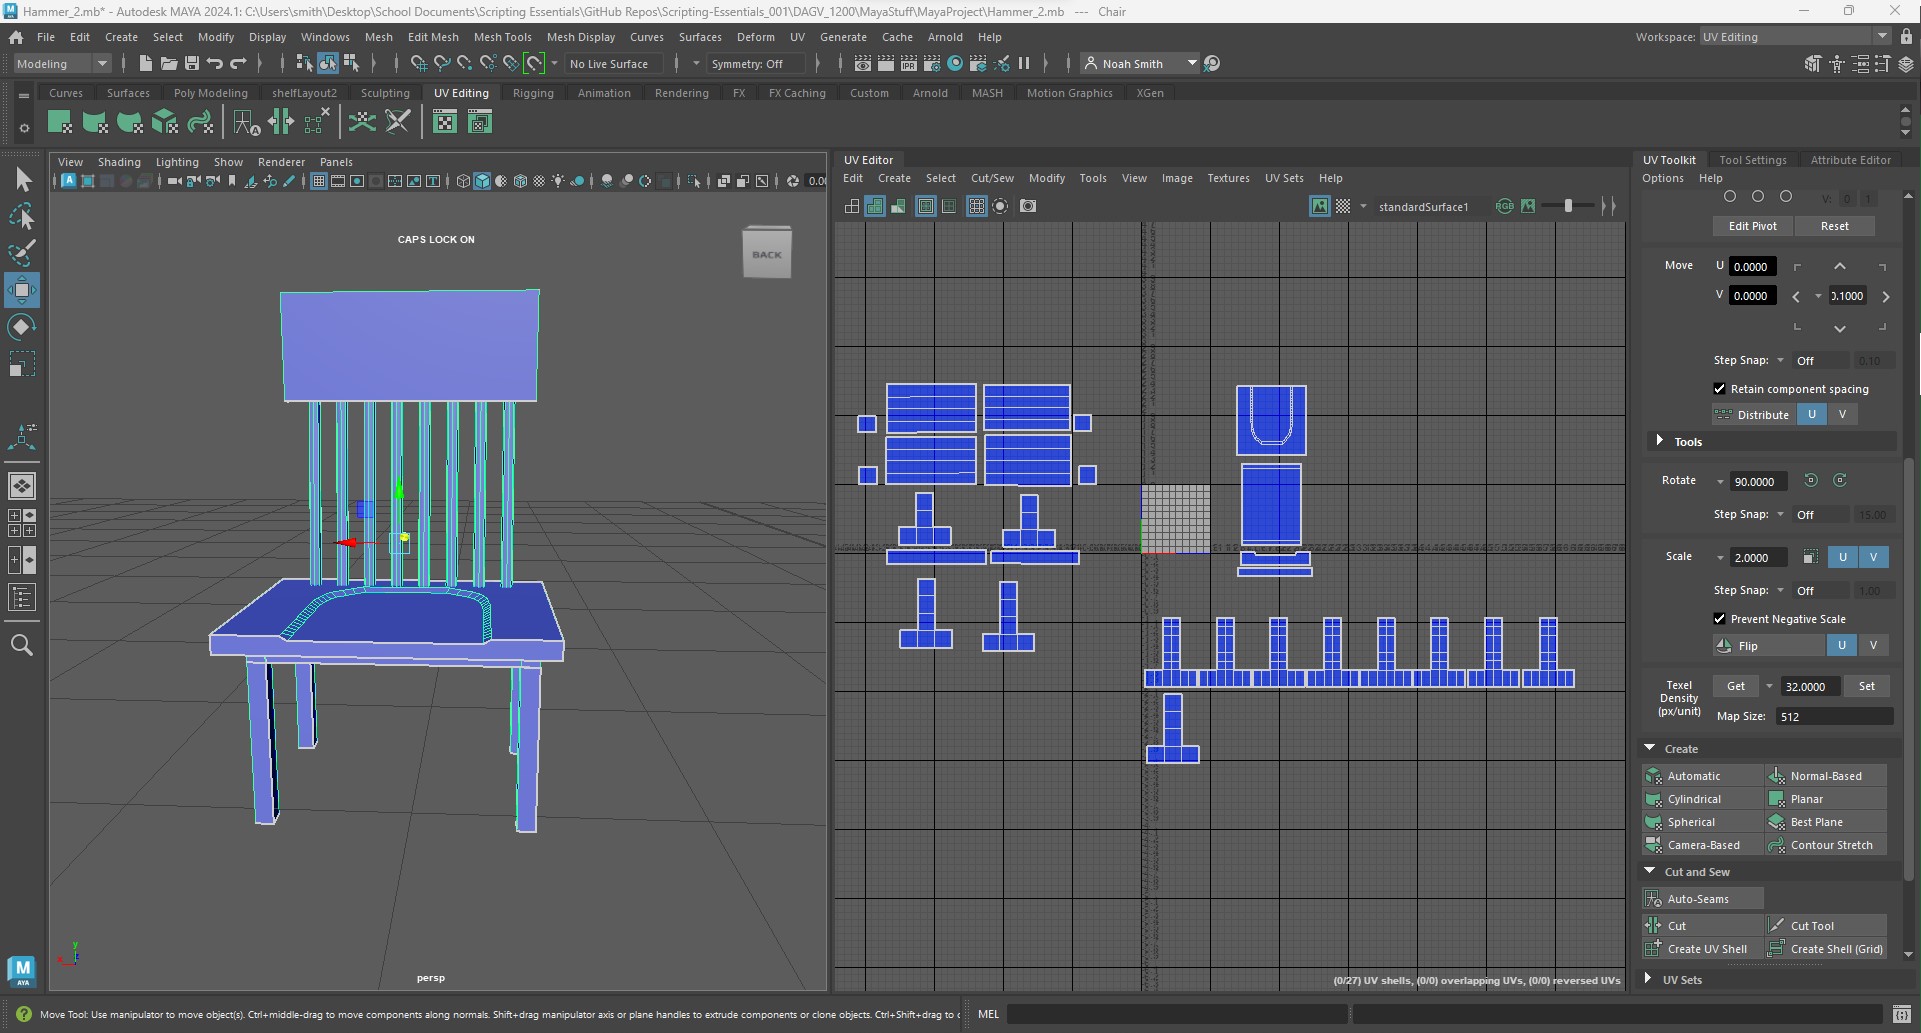 Hammer_2.mb* - Autodesk MAYA 2024.1: C:\Users\smith\Desktop\School Documents\Scripting Essentials\GitHub Repos\Scripting-Essentials_001\DAGV_1200\MayaStuff\MayaProject\Hammer_2.mb --- Chair
File Edit Create Select Modify Display Windows Mesh Edit Mesh Mesh Tools Mesh Display Curves Surfaces Deform UV Generate Cache Arnold Help
Workspace: UV Editing
Modeling
No Live Surface
Symmetry: Off
Noah Smith
Curves Surfaces Poly Modeling shelfLayout2 Sculpting UV Editing Rigging Animation Rendering FX FX Caching Custom Arnold MASH Motion Graphics XGen
View Shading Lighting Show Renderer Panels
0.00
CAPS LOCK ON
BACK
persp
UV Editor
Edit Create Select Cut/Sew Modify Tools View Image Textures UV Sets Help
standardSurface1
(0/27) UV shells, (0/0) overlapping UVs, (0/0) reversed UVs
UV Toolkit Tool Settings Attribute Editor
Options Help
V: 0 1
Edit Pivot Reset
Move U 0.0000
V 0.0000
0.1000
Step Snap: Off 0.10
Retain component spacing
Distribute U V
Tools
Rotate 90.0000
Step Snap: Off 15.00
Scale 2.0000 U V
Step Snap: Off 1.00
Prevent Negative Scale
Flip U V
Texel Density (px/unit) Get 32.0000 Set
Map Size: 512
Create
Automatic Normal-Based
Cylindrical Planar
Spherical Best Plane
Camera-Based Contour Stretch
Cut and Sew
Auto-Seams
Cut Cut Tool
Create UV Shell Create Shell (Grid)
UV Sets
M
AYA
Move Tool: Use manipulator to move object(s). Ctrl+middle-drag to move components along normals. Shift+drag manipulator axis or plane handles to extrude components or clone objects. Ctrl+Shift+drag to
MEL